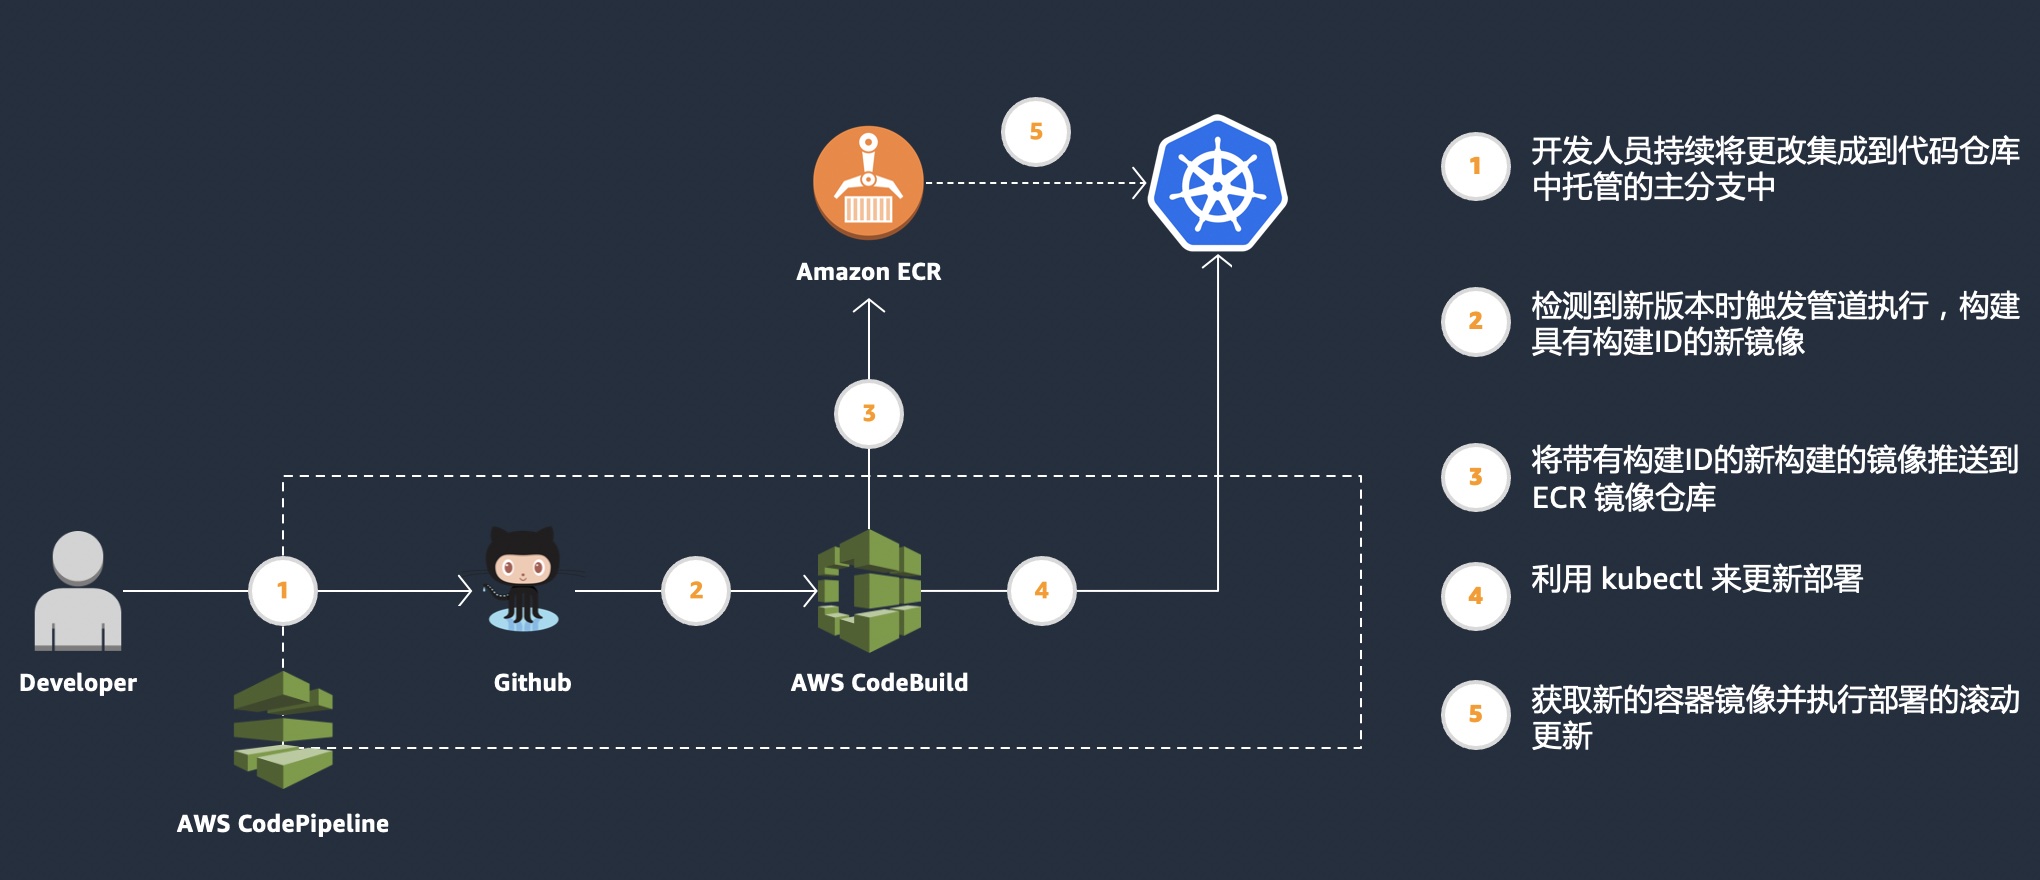 5
Amazon ECR
3
1
2
4
Developer
Github
AWS CodeBuild
AWS CodePipeline
1
开发人员持续将更改集成到代码仓库
中托管的主分支中
2
检测到新版本时触发管道执行，构建
具有构建ID的新镜像
3
将带有构建ID的新构建的镜像推送到
ECR 镜像仓库
4
利用 kubectl 来更新部署
5
获取新的容器镜像并执行部署的滚动
更新